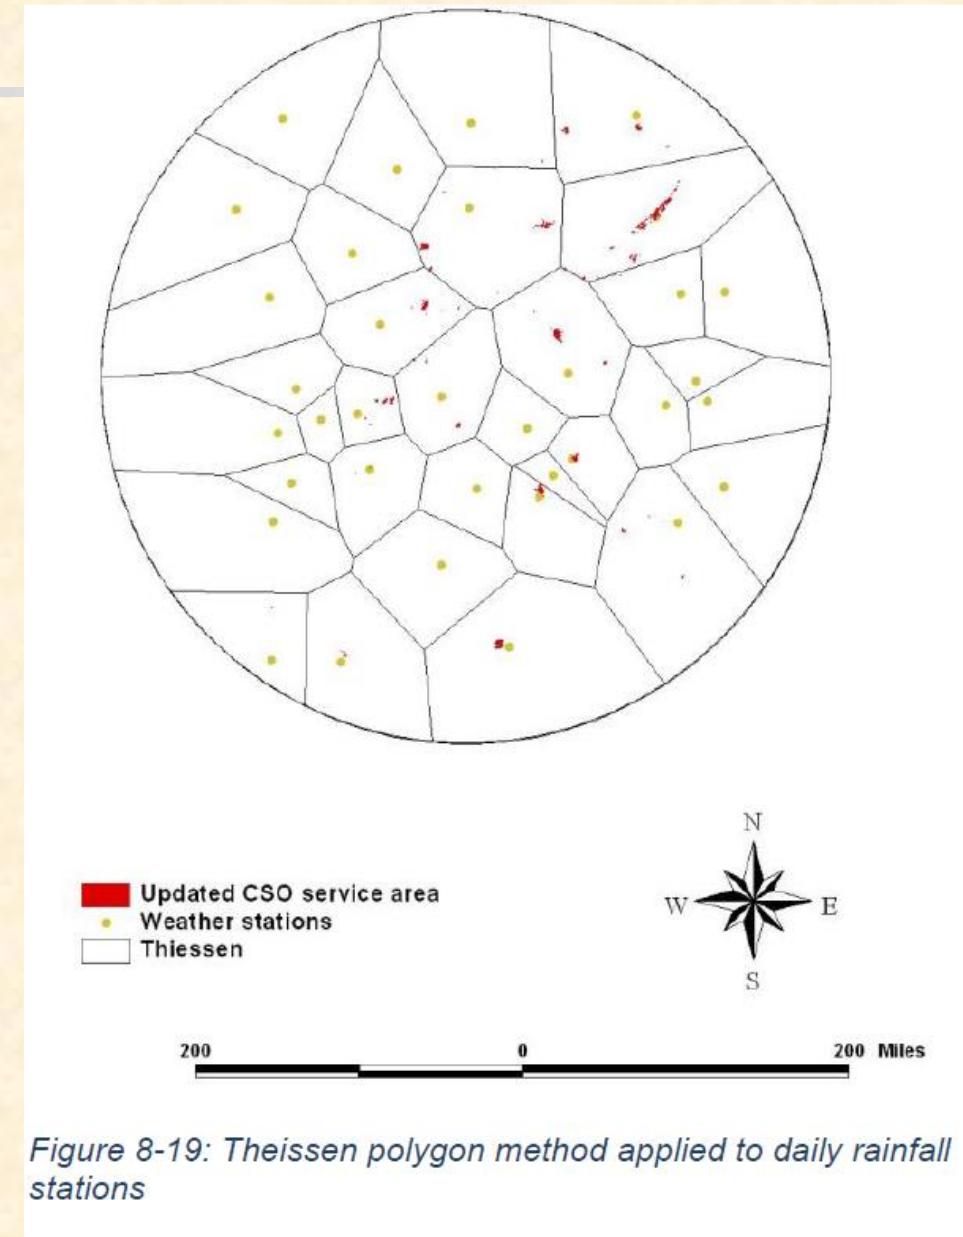 N
W E
S
Updated CSO service area
Weather stations
Thiessen
200 0 200 Miles
Figure 8-19: Theissen polygon method applied to daily rainfall
stations